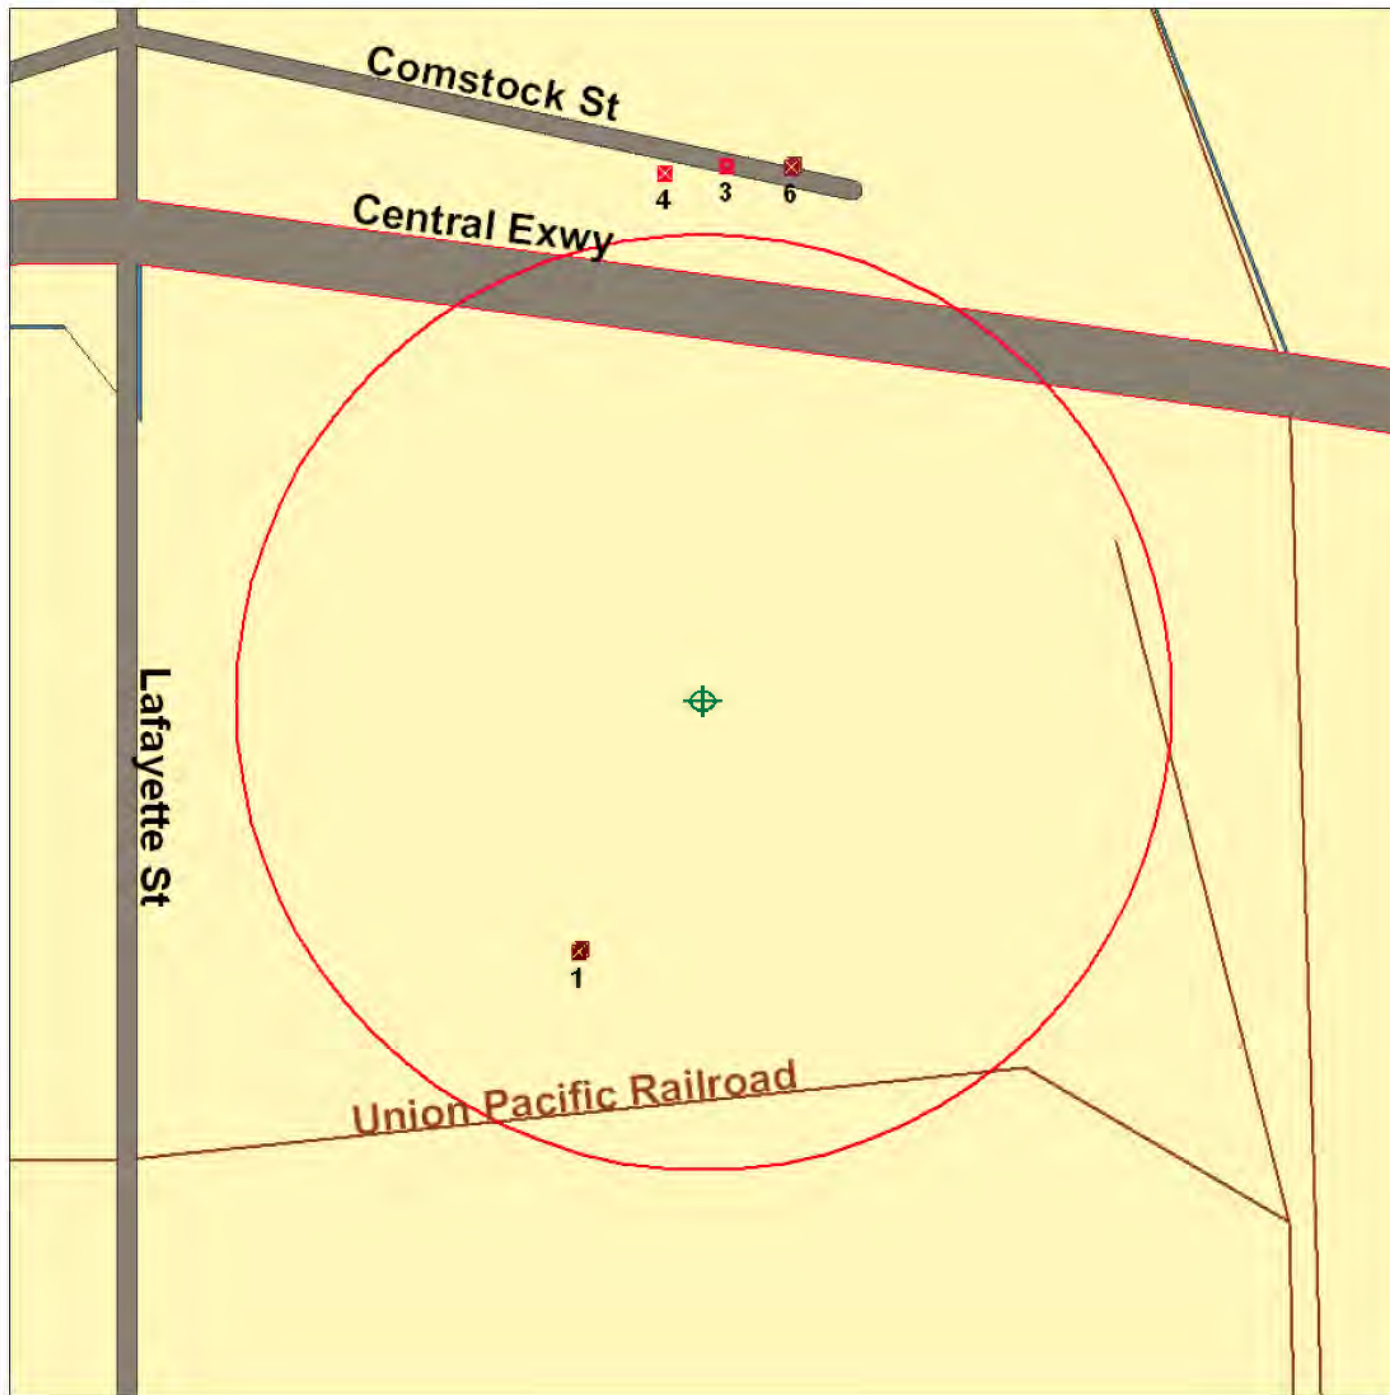 Comstock St
4
3
6
Central Exwy
Lafayette St
1
Union Pacific Railroad